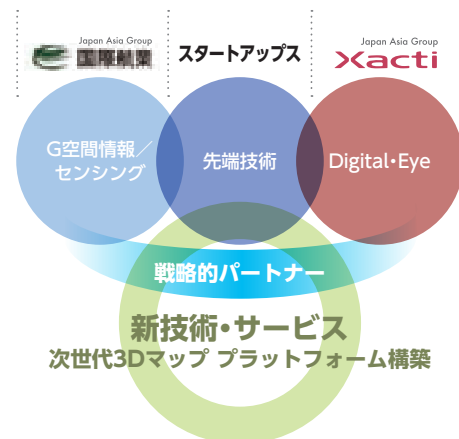 Japan Asia Group
スタートアップス
Japan Asia Group
Xacti
G空間情報／
センシング
先端技術
Digital・Eye
戦略的パートナー
新技術・サービス
次世代3Dマップ プラットフォーム構築